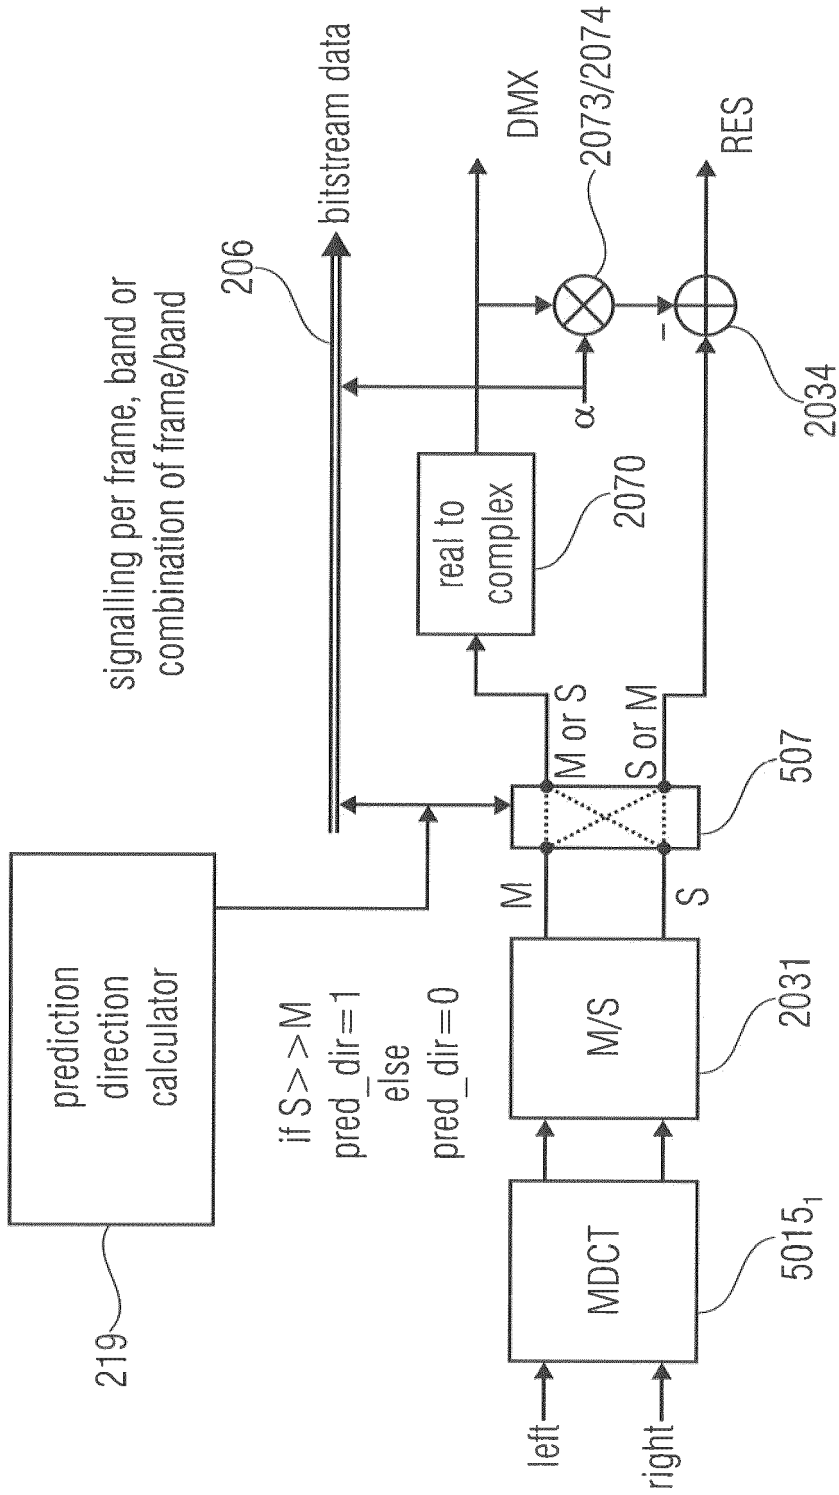 signalling per frame, band or
combination of frame/band
206
bitstream data
219
prediction
direction
calculator
if S>>M
pred_dir=1
else
pred_dir=0
real to
complex
2070
α
DMX
2073/2074
left
right
MDCT
5015₁
M/S
2031
M
S
507
M or S
S or M
−
2034
RES